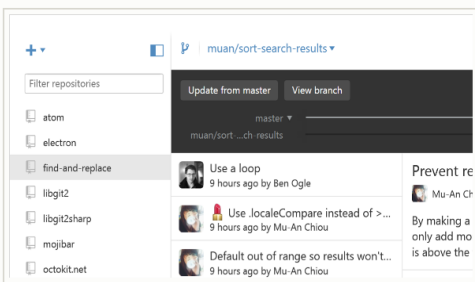 muan/sort-search-results
Filter repositories
atom
electron
find-and-replace
libgit2
libgit2sharp
mojibar
octokit.net
Update from master
View branch
master
muan/sort-...ch-results
Use a loop
9 hours ago by Ben Ogle
Use .localeCompare instead of >...
9 hours ago by Mu-An Chiou
Default out of range so results won't...
9 hours ago by Mu-An Chiou
Prevent re
Mu-An Ch
By making a
only add mo
is above the